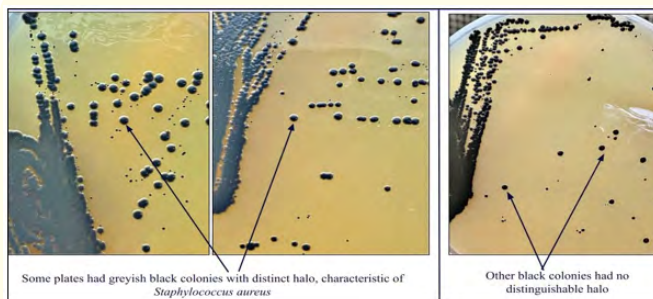 Some plates had greyish black colonies with distinct halo, characteristic of
Staphylococcus aureus
Other black colonies had no
distinguishable halo